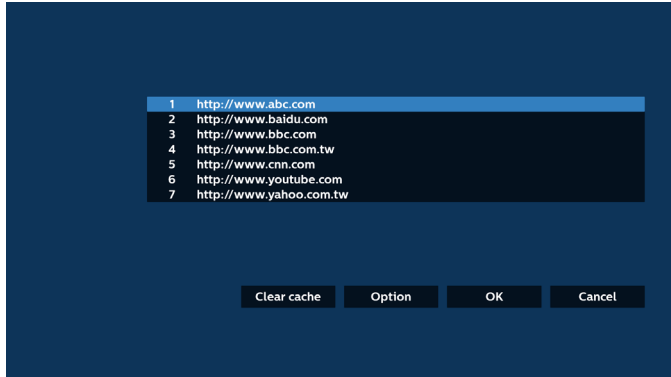 1 http://www.abc.com
2 http://www.baidu.com
3 http://www.bbc.com
4 http://www.bbc.com.tw
5 http://www.cnn.com
6 http://www.youtube.com
7 http://www.yahoo.com.tw
Clear cache Option OK Cancel